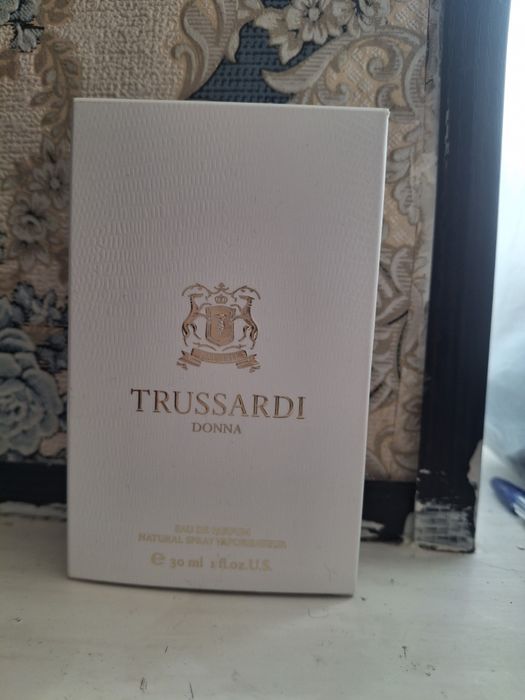 TRUSSARDI
DONNA
EAU DE PARFUM
NATURAL SPRAY VAPORISATEUR
℮ 30 ml 1 fl.oz.U.S.